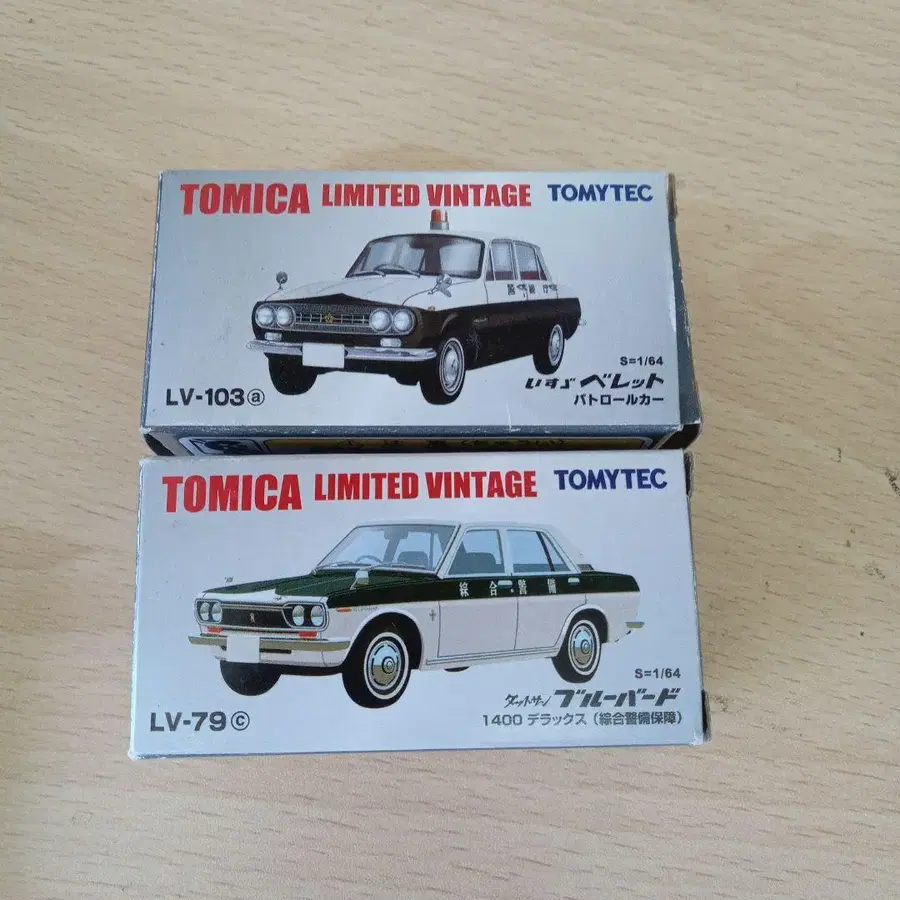 TOMICA LIMITED VINTAGE TOMYTEC
S=1/64
LV-103ⓐ
いすゞ ベレット
パトロールカー
TOMICA LIMITED VINTAGE TOMYTEC
綜合警備
S=1/64
LV-79ⓒ
ダットサン ブルーバード
1400 デラックス(綜合警備保障)